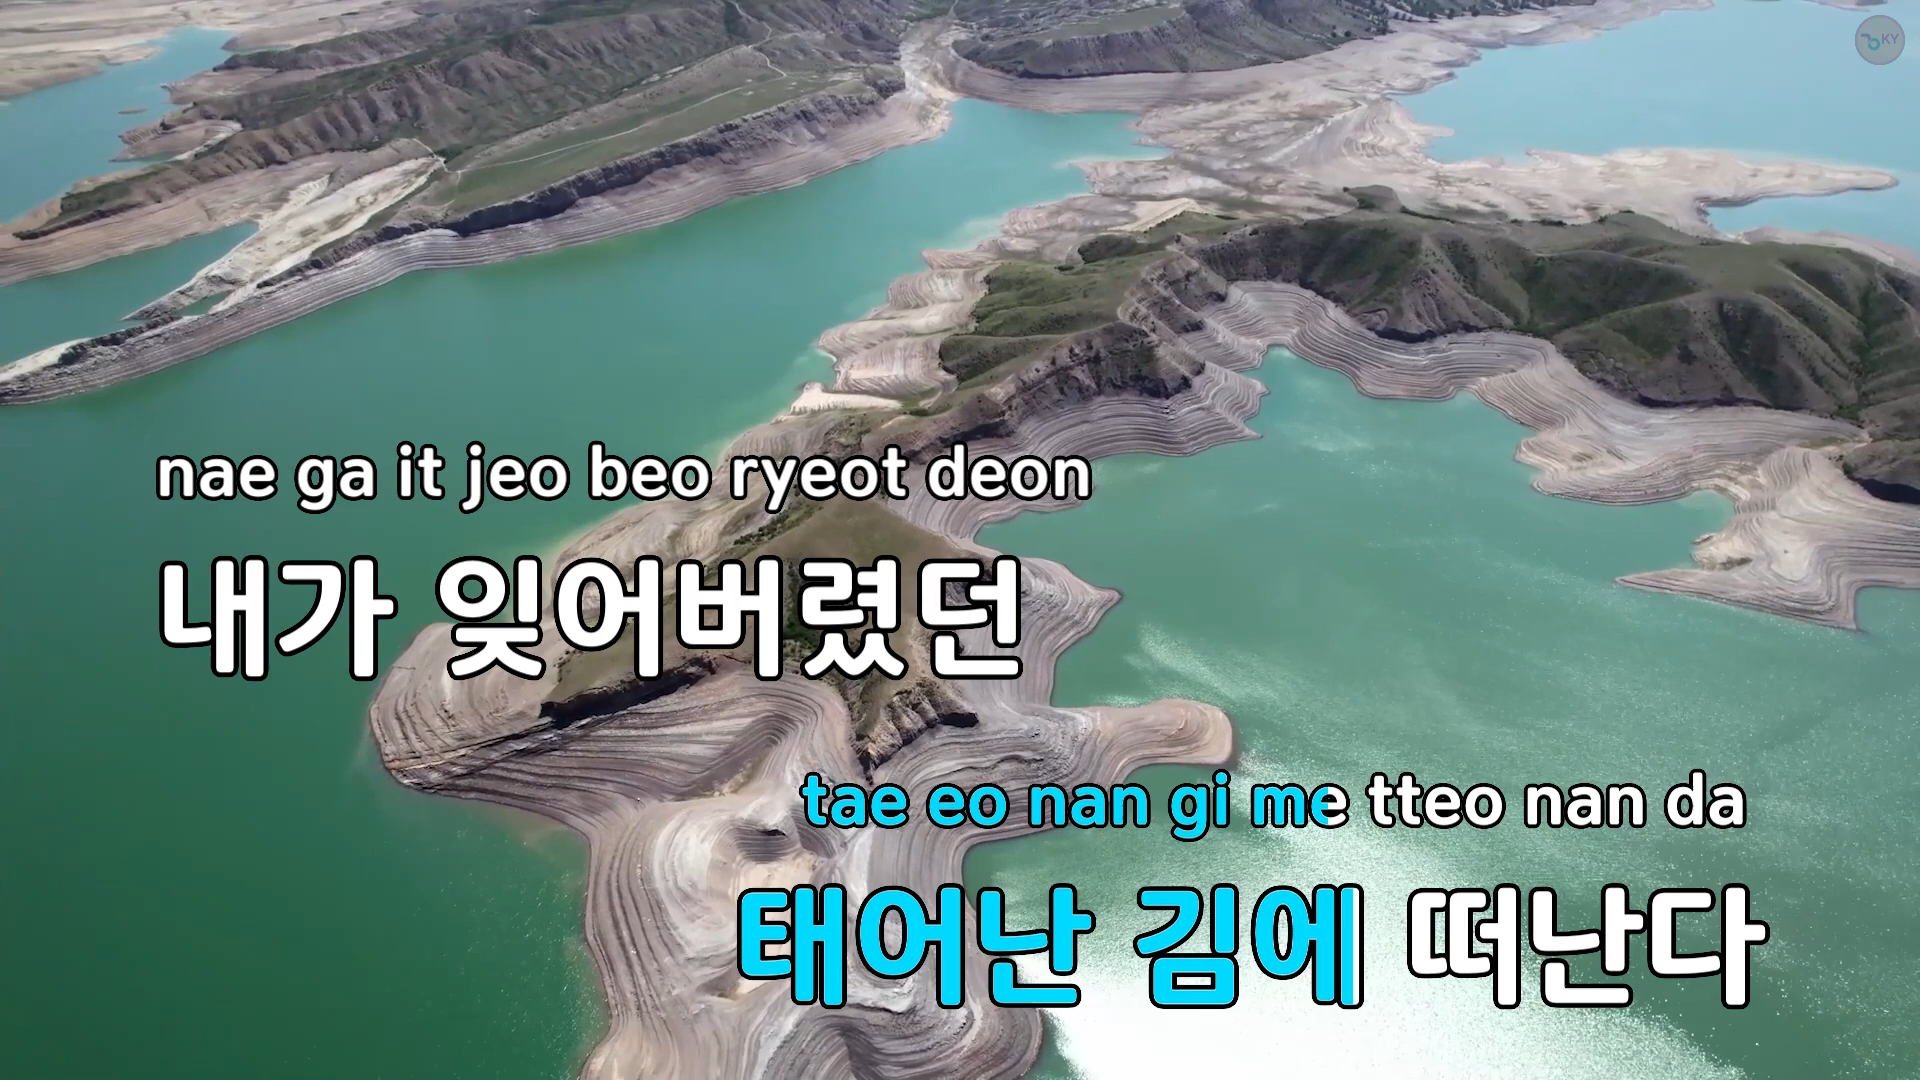 KY
nae ga it jeo beo ryeot deon
내가 잊어버렸던
tae eo nan gi me tteo nan da
태어난 김에 떠난다